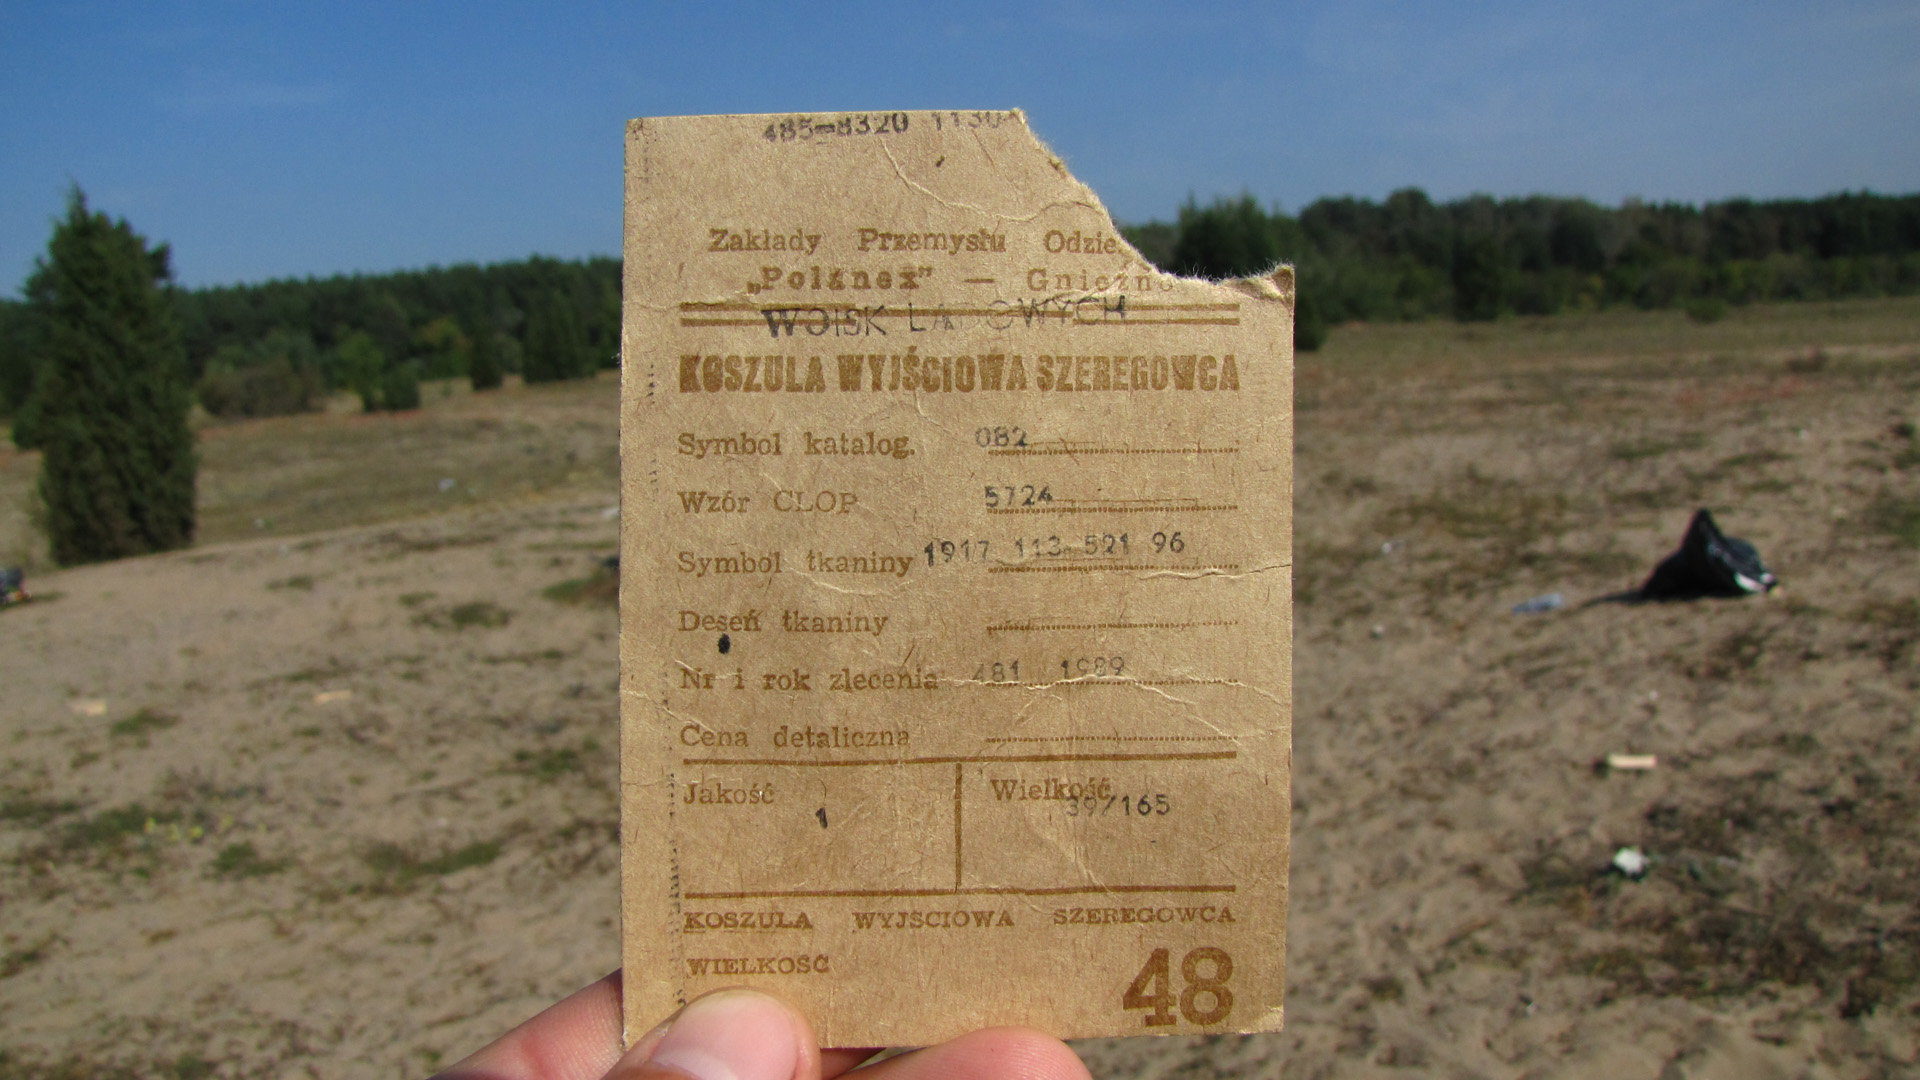 485-8320 1130
Zakłady Przemysłu Odzie
„Polanex” — Gniezno
WOISK LADOWYCH
KOSZULA WYJŚCIOWA SZEREGOWCA
Symbol katalog. 082
Wzór CLOP 5724
Symbol tkaniny 1917 113-521 96
Deseń tkaniny
Nr i rok zlecenia 481 1989
Cena detaliczna
Jakość Wielkość
1 39/165
KOSZULA WYJSCIOWA SZEREGOWCA
WIELKOSC 48